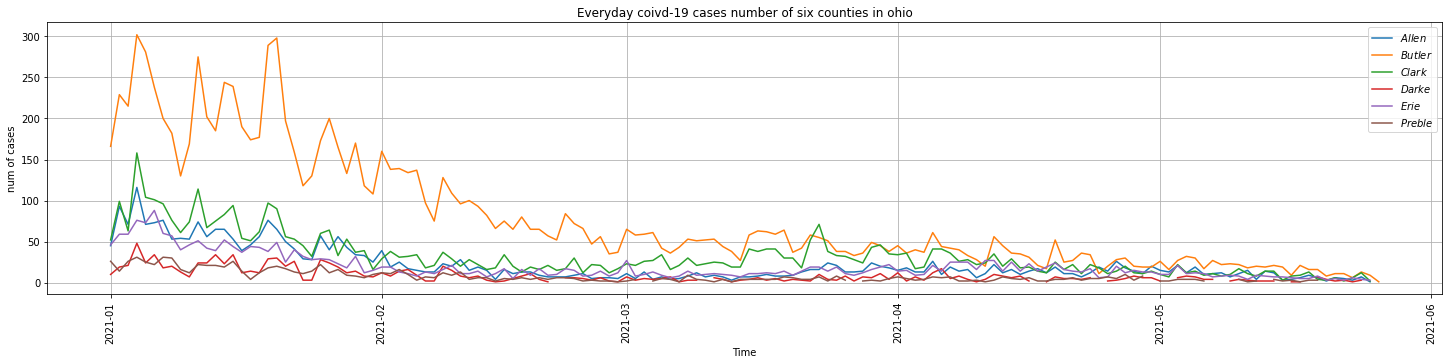 Everyday coivd-19 cases number of six counties in ohio
300
250
200
150
100
50
0
num of cases
Allen
Butler
Clark
Darke
Erie
Preble
2021-01
2021-02
2021-03
2021-04
2021-05
2021-06
Time